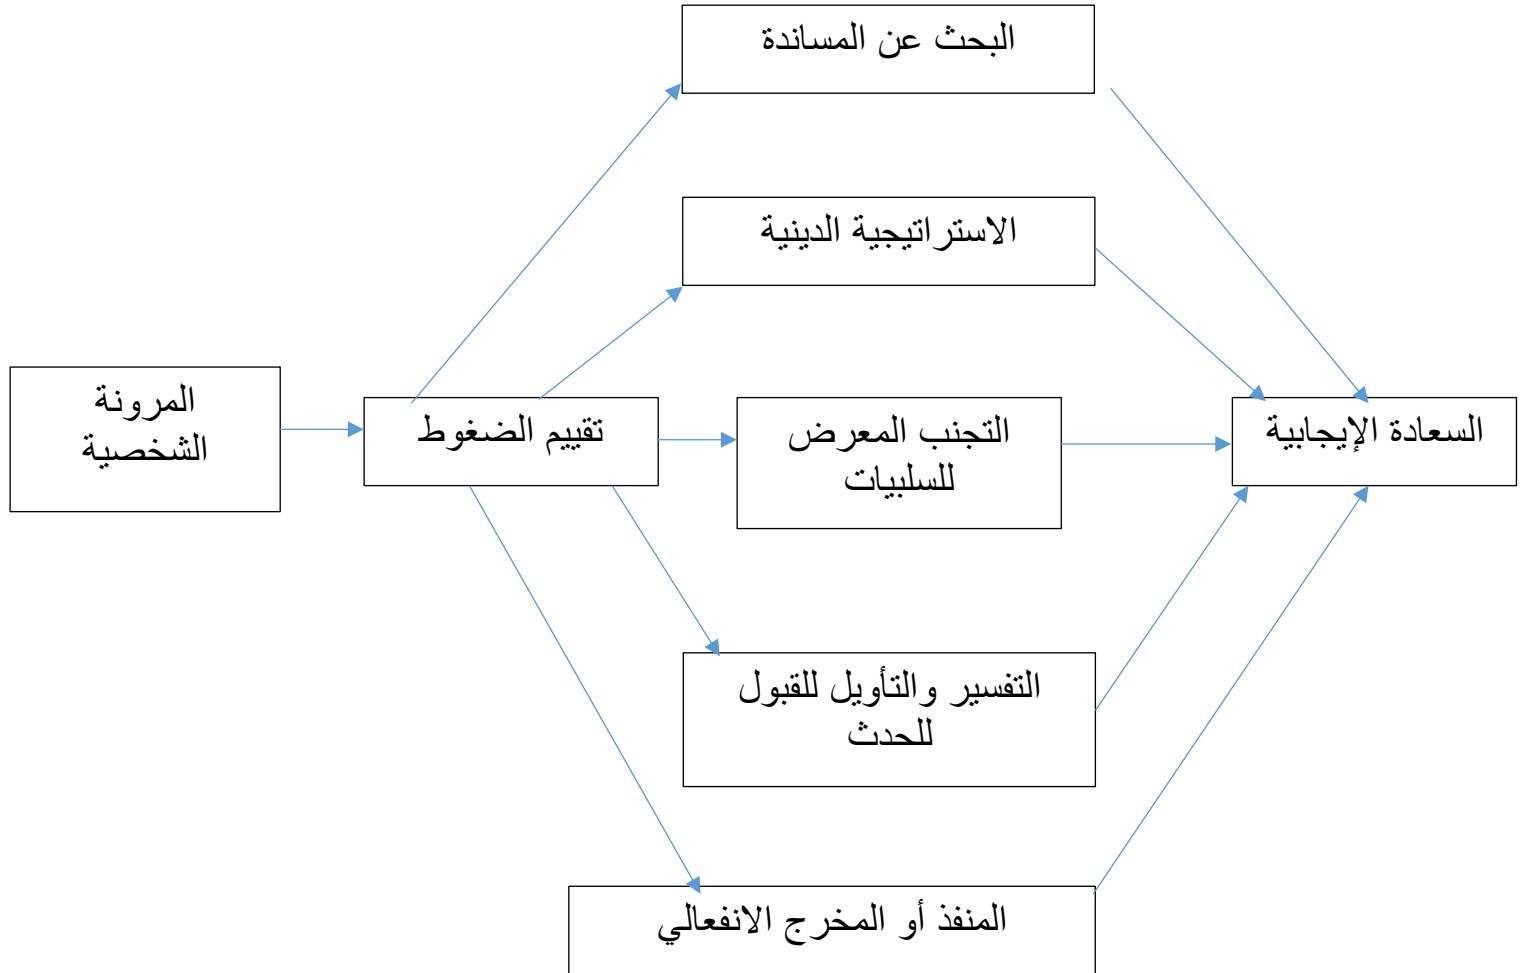 البحث عن المساندة
الاستراتيجية الدينية
المرونة
الشخصية
تقييم الضغوط
التجنب المعرض
للسلبيات
السعادة الإيجابية
التفسير والتأويل للقبول
للحدث
المنفذ أو المخرج الانفعالي